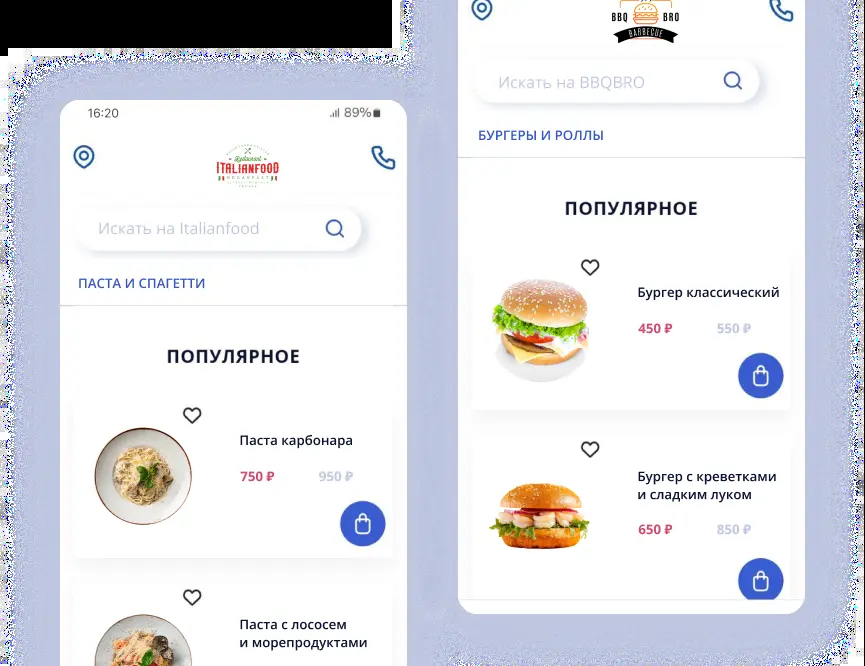 16:20
89%
Restaurant
ITALIANFOOD
Искать на Italianfood
ПАСТА И СПАГЕТТИ
ПОПУЛЯРНОЕ
Паста карбонара
750 ₽ 950 ₽
Паста с лососем
и морепродуктами
BBQ BRO
BARBECUE
Искать на BBQBRO
БУРГЕРЫ И РОЛЛЫ
ПОПУЛЯРНОЕ
Бургер классический
450 ₽ 550 ₽
Бургер с креветками
и сладким луком
650 ₽ 850 ₽